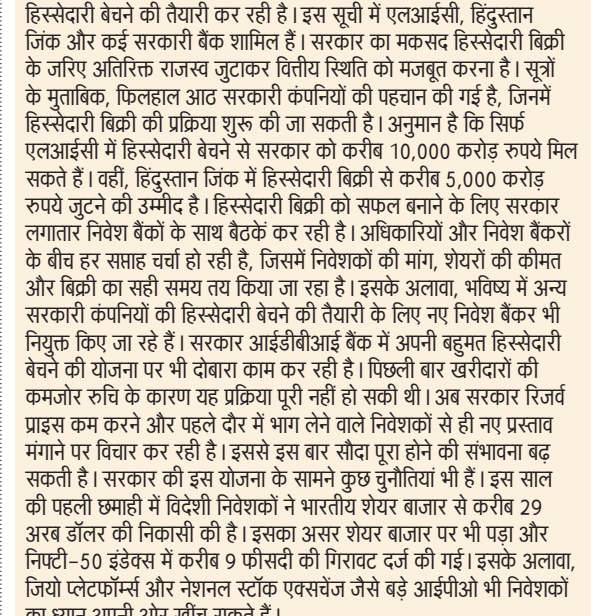 हिस्सेदारी बेचने की तैयारी कर रही है। इस सूची में एलआईसी, हिंदुस्तान
जिंक और कई सरकारी बैंक शामिल हैं। सरकार का मकसद हिस्सेदारी बिक्री
के जरिए अतिरिक्त राजस्व जुटाकर वित्तीय स्थिति को मजबूत करना है। सूत्रों
के मुताबिक, फिलहाल आठ सरकारी कंपनियों की पहचान की गई है, जिनमें
हिस्सेदारी बिक्री की प्रक्रिया शुरू की जा सकती है। अनुमान है कि सिर्फ
एलआईसी में हिस्सेदारी बेचने से सरकार को करीब 10,000 करोड़ रुपये मिल
सकते हैं। वहीं, हिंदुस्तान जिंक में हिस्सेदारी बिक्री से करीब 5,000 करोड़
रुपये जुटने की उम्मीद है। हिस्सेदारी बिक्री को सफल बनाने के लिए सरकार
लगातार निवेश बैंकों के साथ बैठकें कर रही है। अधिकारियों और निवेश बैंकरों
के बीच हर सप्ताह चर्चा हो रही है, जिसमें निवेशकों की मांग, शेयरों की कीमत
और बिक्री का सही समय तय किया जा रहा है। इसके अलावा, भविष्य में अन्य
सरकारी कंपनियों की हिस्सेदारी बेचने की तैयारी के लिए नए निवेश बैंकर भी
नियुक्त किए जा रहे हैं। सरकार आईडीबीआई बैंक में अपनी बहुमत हिस्सेदारी
बेचने की योजना पर भी दोबारा काम कर रही है। पिछली बार खरीदारों की
कमजोर रुचि के कारण यह प्रक्रिया पूरी नहीं हो सकी थी। अब सरकार रिजर्व
प्राइस कम करने और पहले दौर में भाग लेने वाले निवेशकों से ही नए प्रस्ताव
मंगाने पर विचार कर रही है। इससे इस बार सौदा पूरा होने की संभावना बढ़
सकती है। सरकार की इस योजना के सामने कुछ चुनौतियां भी हैं। इस साल
की पहली छमाही में विदेशी निवेशकों ने भारतीय शेयर बाजार से करीब 29
अरब डॉलर की निकासी की है। इसका असर शेयर बाजार पर भी पड़ा और
निफ्टी-50 इंडेक्स में करीब 9 फीसदी की गिरावट दर्ज की गई। इसके अलावा,
जियो प्लेटफॉर्म्स और नेशनल स्टॉक एक्सचेंज जैसे बड़े आईपीओ भी निवेशकों
का ध्यान अपनी ओर खींच सकते हैं।